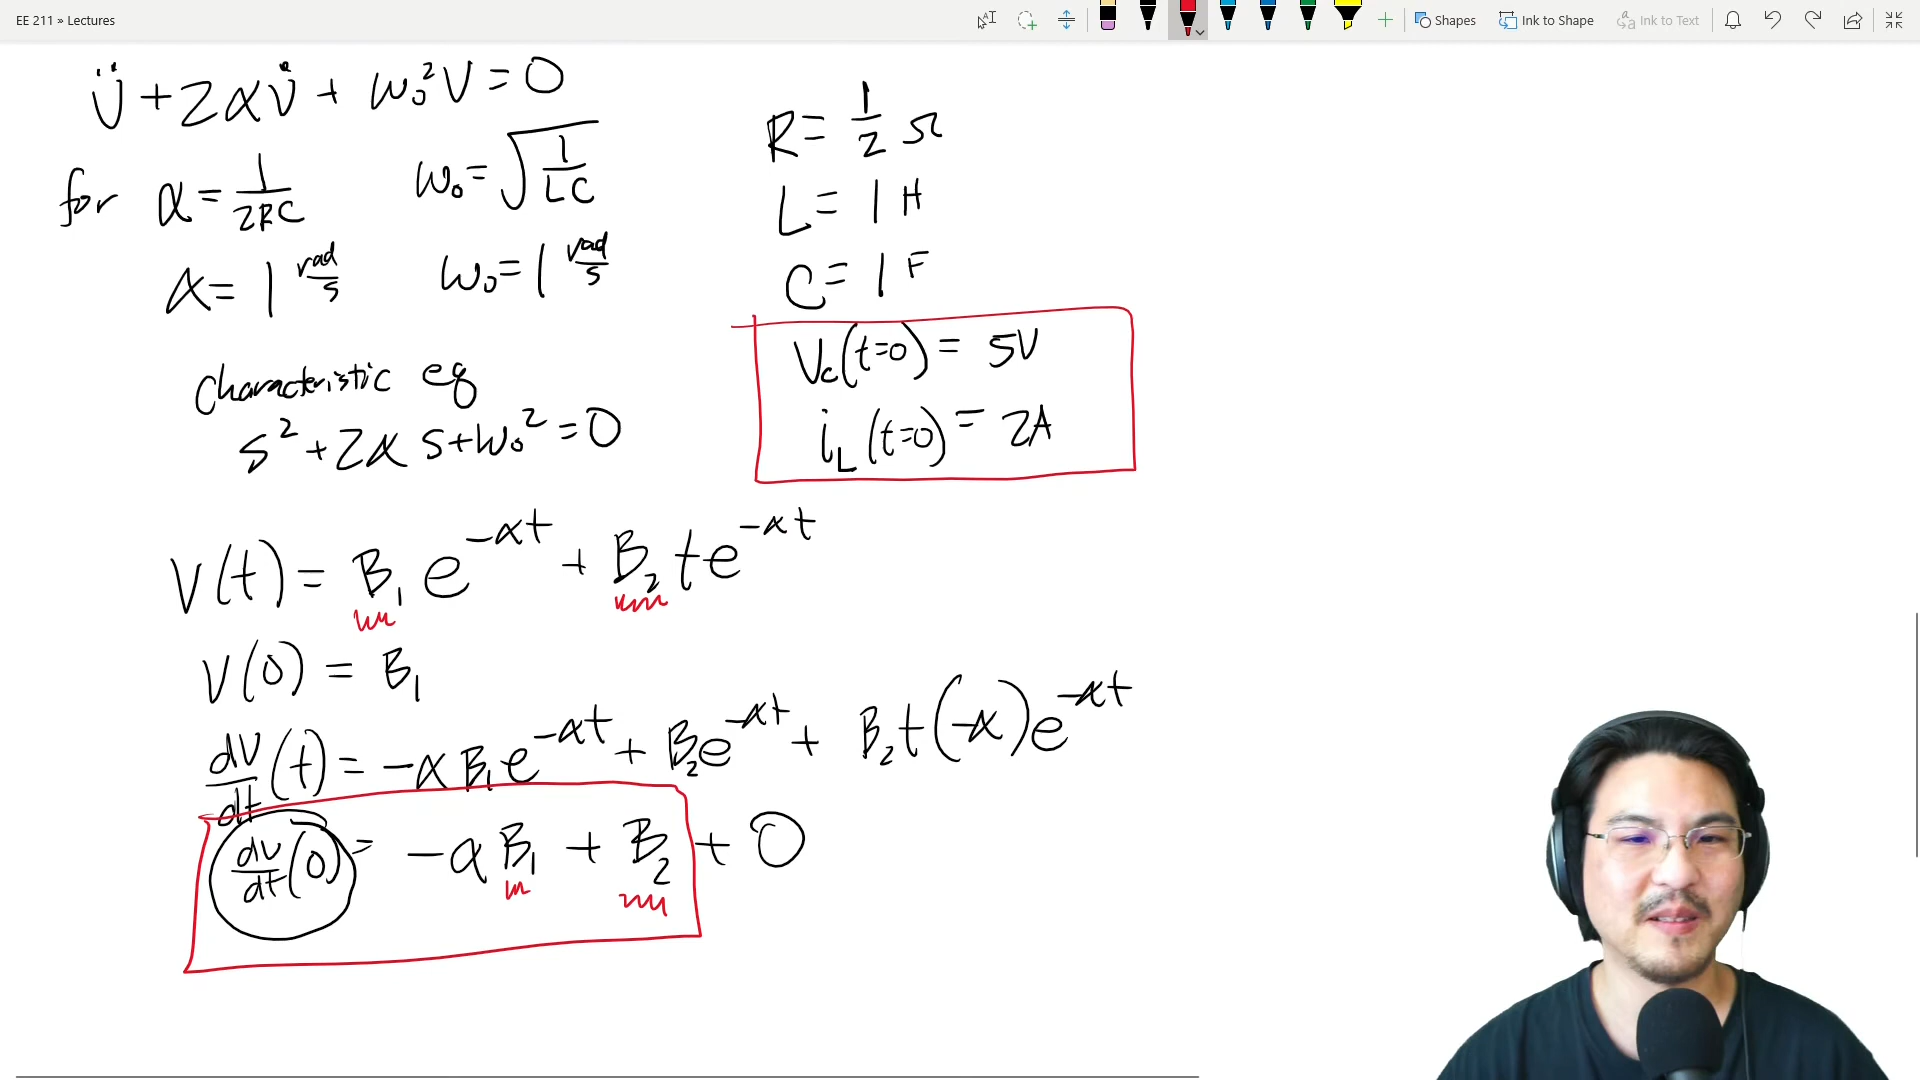 EE 211 » Lectures
Shapes
Ink to Shape
Ink to Text
v̈ + 2αv̇ + ω₀²v = 0
for α = 1/2RC
ω₀ = √(1/LC)
α = 1 rad/s
ω₀ = 1 rad/s
Characteristic eq
s² + 2α s + ω₀² = 0
R = 1/2 Ω
L = 1 H
C = 1 F
Vc(t=0) = 5V
iL(t=0) = 2A
V(t) = B₁e^(-αt) + B₂te^(-αt)
V(0) = B₁
dv/dt (t) = -αB₁e^(-αt) + B₂e^(-αt) + B₂t(-α)e^(-αt)
dv/dt (0) = -αB₁ + B₂ + 0